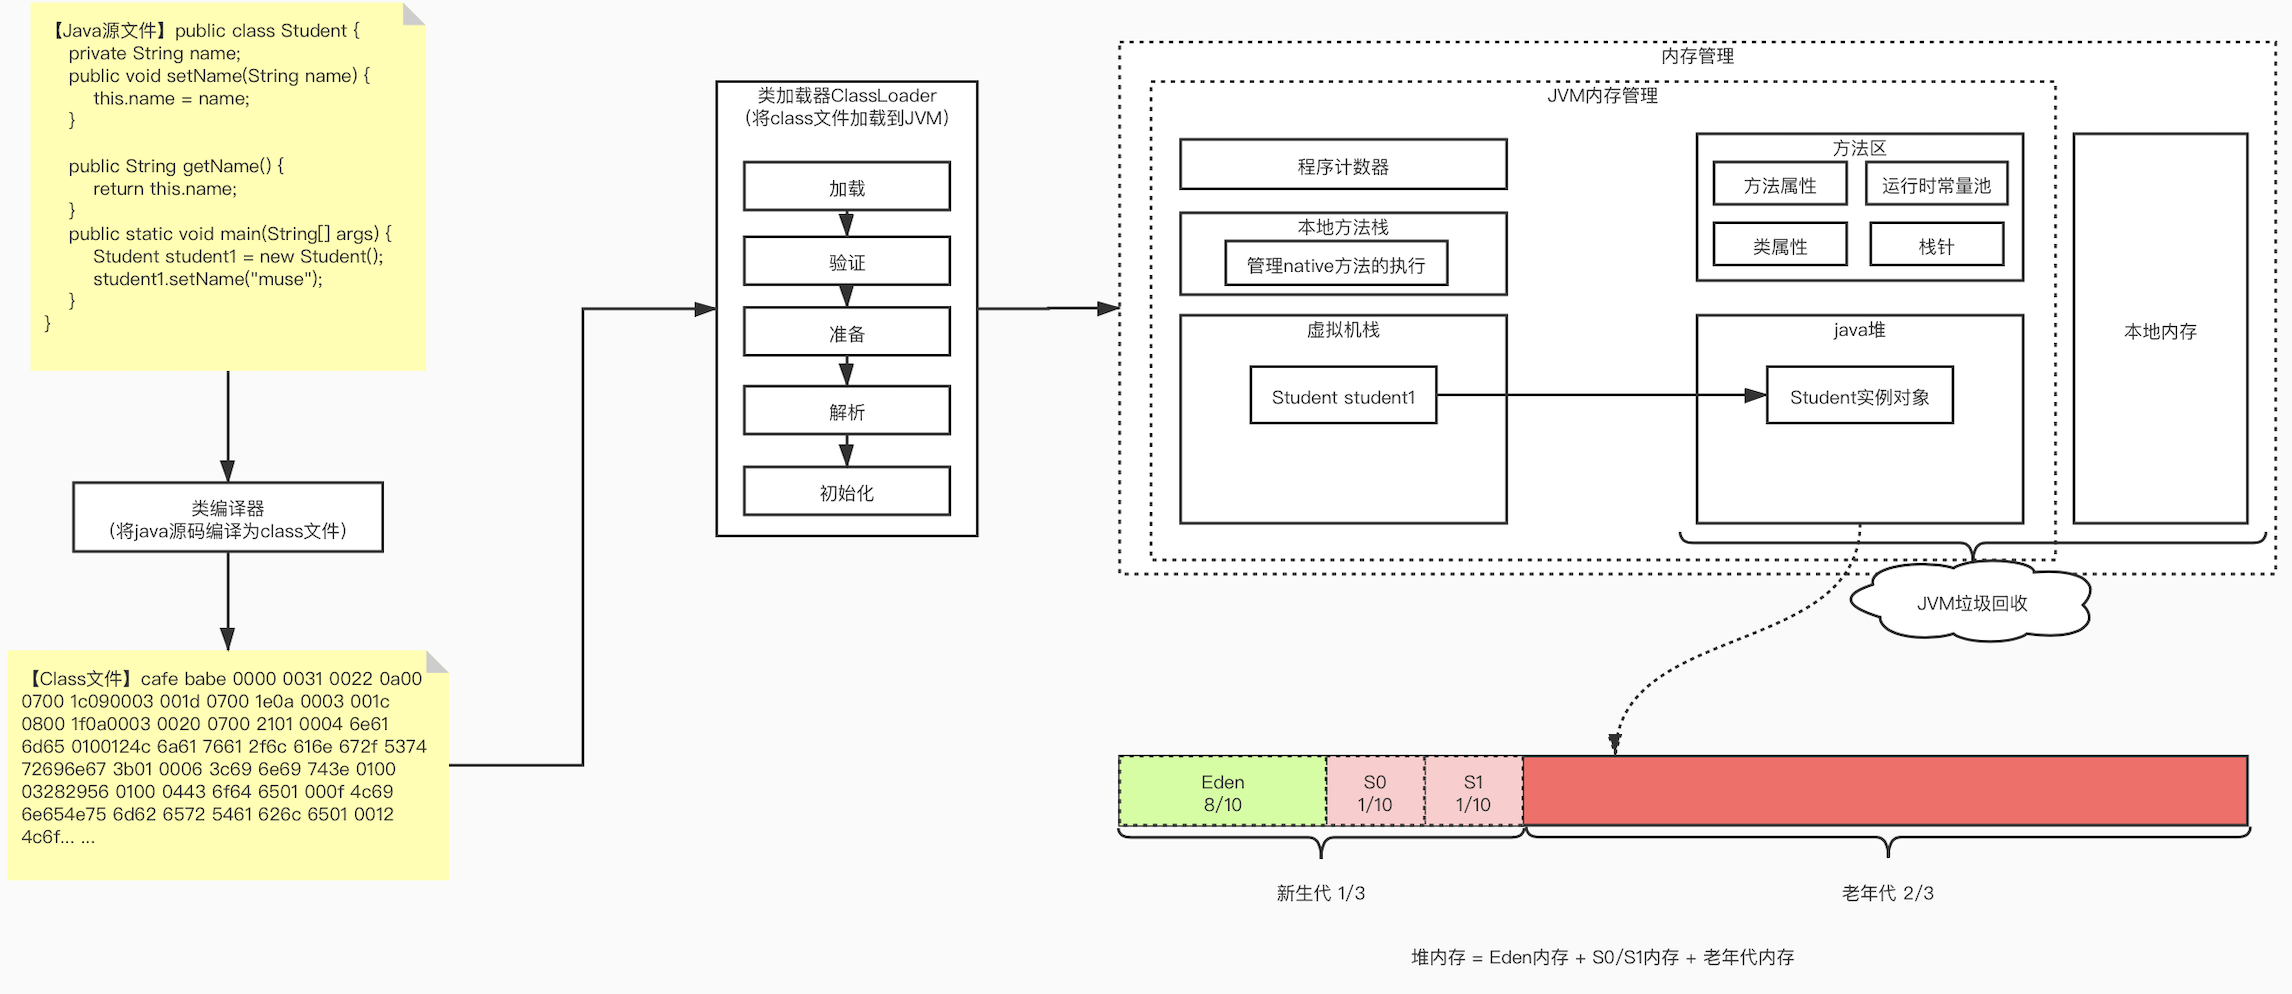 【Java源文件】public class Student {
private String name;
public void setName(String name) {
this.name = name;
}
public String getName() {
return this.name;
}
public static void main(String[] args) {
Student student1 = new Student();
student1.setName("muse");
}
}
类编译器
（将java源码编译为class文件）
【Class文件】cafe babe 0000 0031 0022 0a00
0700 1c090003 001d 0700 1e0a 0003 001c
0800 1f0a0003 0020 0700 2101 0004 6e61
6d65 0100124c 6a61 7661 2f6c 616e 672f 5374
72696e67 3b01 0006 3c69 6e69 743e 0100
03282956 0100 0443 6f64 6501 000f 4c69
6e654e75 6d62 6572 5461 626c 6501 0012
4c6f... ...
类加载器ClassLoader
（将class文件加载到JVM）
加载
验证
准备
解析
初始化
内存管理
JVM内存管理
程序计数器
本地方法栈
管理native方法的执行
虚拟机栈
Student student1
方法区
方法属性
运行时常量池
类属性
栈针
java堆
Student实例对象
本地内存
JVM垃圾回收
Eden
8/10
S0
1/10
S1
1/10
新生代 1/3
老年代 2/3
堆内存 = Eden内存 + S0/S1内存 + 老年代内存